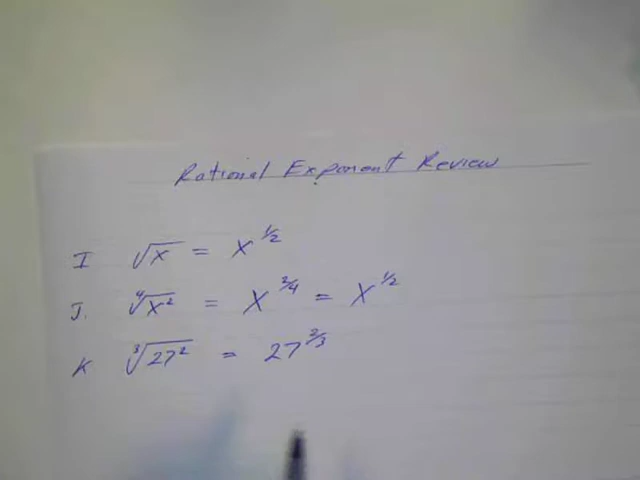 Rational Exponent Review
I √x = x^1/2
J. ⁴√x² = x^2/4 = x^1/2
K ³√27² = 27^2/3